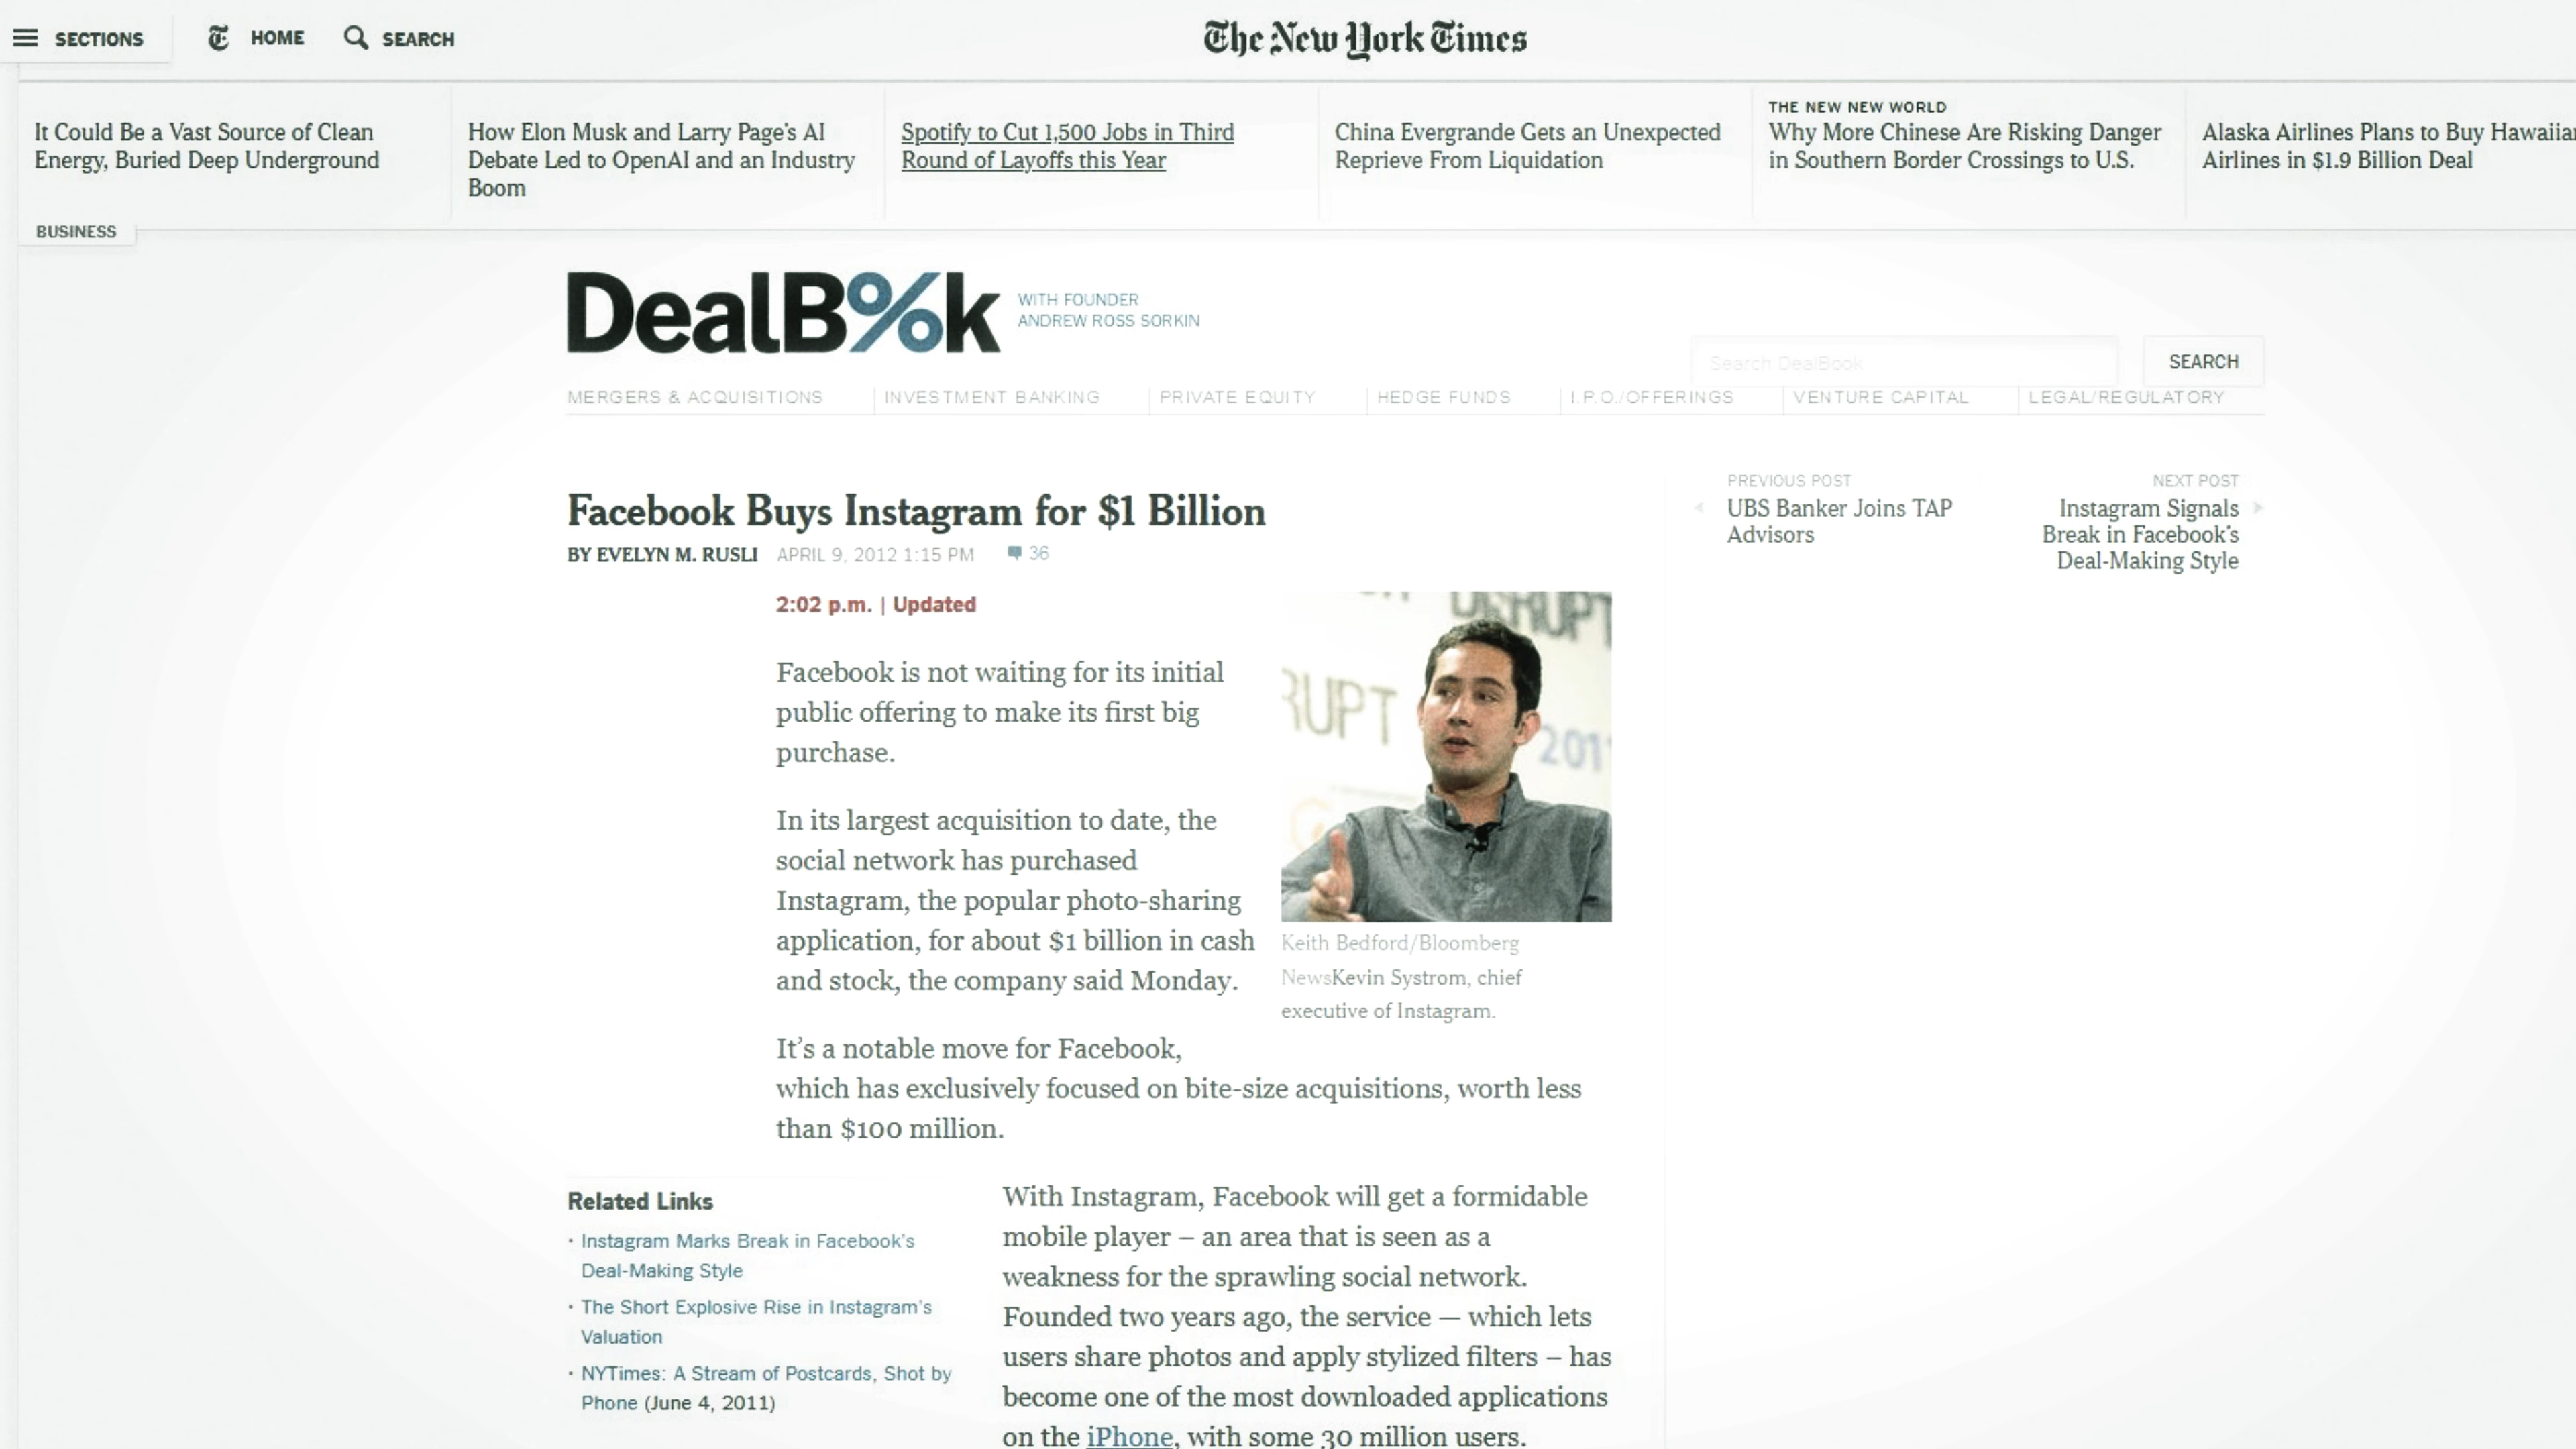 SECTIONS HOME SEARCH The New York Times
It Could Be a Vast Source of Clean
Energy, Buried Deep Underground
How Elon Musk and Larry Page's AI
Debate Led to OpenAI and an Industry
Boom
Spotify to Cut 1,500 Jobs in Third
Round of Layoffs this Year
China Evergrande Gets an Unexpected
Reprieve From Liquidation
THE NEW NEW WORLD
Why More Chinese Are Risking Danger
in Southern Border Crossings to U.S.
Alaska Airlines Plans to Buy
Airlines in $1.9 Billion Deal
BUSINESS
DealB%k
WITH FOUNDER
ANDREW ROSS SORKIN
Search DealBook SEARCH
MERGERS & ACQUISITIONS INVESTMENT BANKING PRIVATE EQUITY HEDGE FUNDS I.P.O./OFFERINGS VENTURE CAPITAL LEGAL/REGULATORY
Facebook Buys Instagram for $1 Billion
BY EVELYN M. RUSLI APRIL 9, 2012 1:15 PM 36
PREVIOUS POST
UBS Banker Joins TAP
Advisors
NEXT POST
Instagram Signals
Break in Facebook's
Deal-Making Style
2:02 p.m. | Updated
Facebook is not waiting for its initial
public offering to make its first big
purchase.
In its largest acquisition to date, the
social network has purchased
Instagram, the popular photo-sharing
application, for about $1 billion in cash
and stock, the company said Monday.
DISRUPT
RUPT
201
Keith Bedford/Bloomberg
NewsKevin Systrom, chief
executive of Instagram.
It's a notable move for Facebook,
which has exclusively focused on bite-size acquisitions, worth less
than $100 million.
Related Links
· Instagram Marks Break in Facebook's
Deal-Making Style
· The Short Explosive Rise in Instagram's
Valuation
· NYTimes: A Stream of Postcards, Shot by
Phone (June 4, 2011)
With Instagram, Facebook will get a formidable
mobile player – an area that is seen as a
weakness for the sprawling social network.
Founded two years ago, the service — which lets
users share photos and apply stylized filters – has
become one of the most downloaded applications
on the iPhone, with some 30 million users.